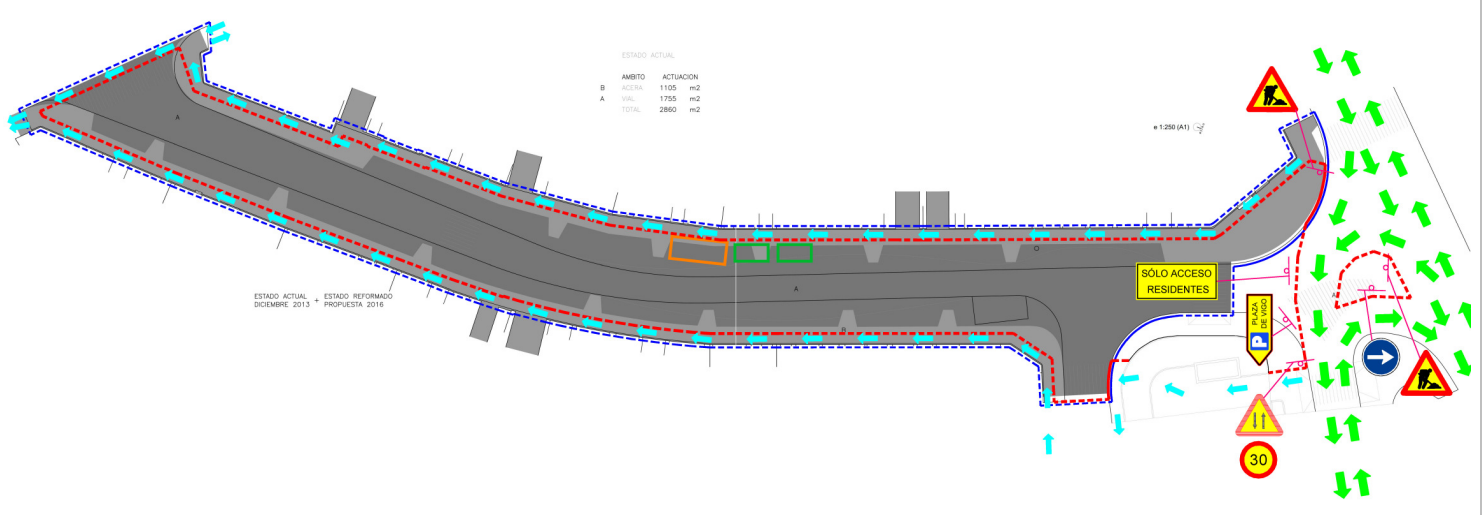 ESTADO ACTUAL
AMBITO ACTUACION
B ACERA 1105 m2
A VIAL 1755 m2
TOTAL 2860 m2
e 1:250 (A1)
A
ESTADO ACTUAL + ESTADO REFORMADO
DICIEMBRE 2013 PROPUESTA 2016
A
B
SÓLO ACCESO
RESIDENTES
PLAZA
DE VIGO
P
A
30